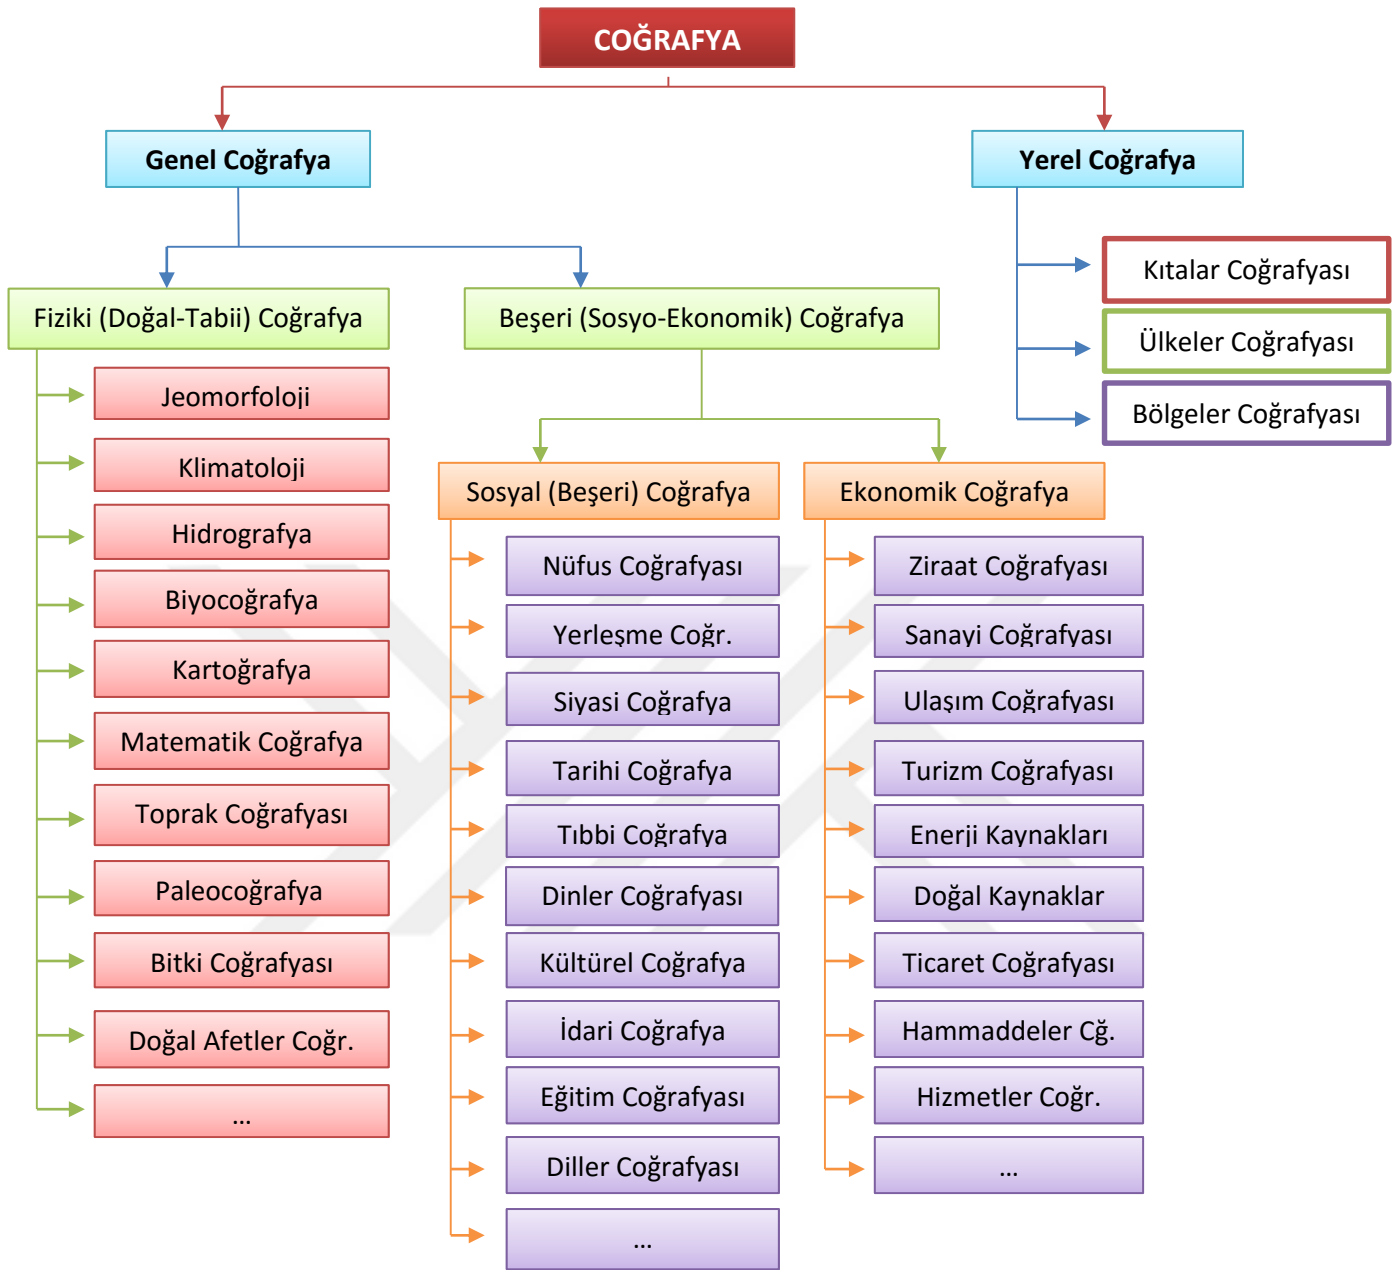 COĞRAFYA
Genel Coğrafya
Yerel Coğrafya
Kıtalar Coğrafyası
Ülkeler Coğrafyası
Bölgeler Coğrafyası
Fiziki (Doğal-Tabii) Coğrafya
Beşeri (Sosyo-Ekonomik) Coğrafya
Jeomorfoloji
Klimatoloji
Hidrografya
Biyocoğrafya
Kartoğrafya
Matematik Coğrafya
Toprak Coğrafyası
Paleocoğrafya
Bitki Coğrafyası
Doğal Afetler Coğr.
...
Sosyal (Beşeri) Coğrafya
Nüfus Coğrafyası
Yerleşme Coğr.
Siyasi Coğrafya
Tarihi Coğrafya
Tıbbi Coğrafya
Dinler Coğrafyası
Kültürel Coğrafya
İdari Coğrafya
Eğitim Coğrafyası
Diller Coğrafyası
...
Ekonomik Coğrafya
Ziraat Coğrafyası
Sanayi Coğrafyası
Ulaşım Coğrafyası
Turizm Coğrafyası
Enerji Kaynakları
Doğal Kaynaklar
Ticaret Coğrafyası
Hammaddeler Cğ.
Hizmetler Coğr.
...